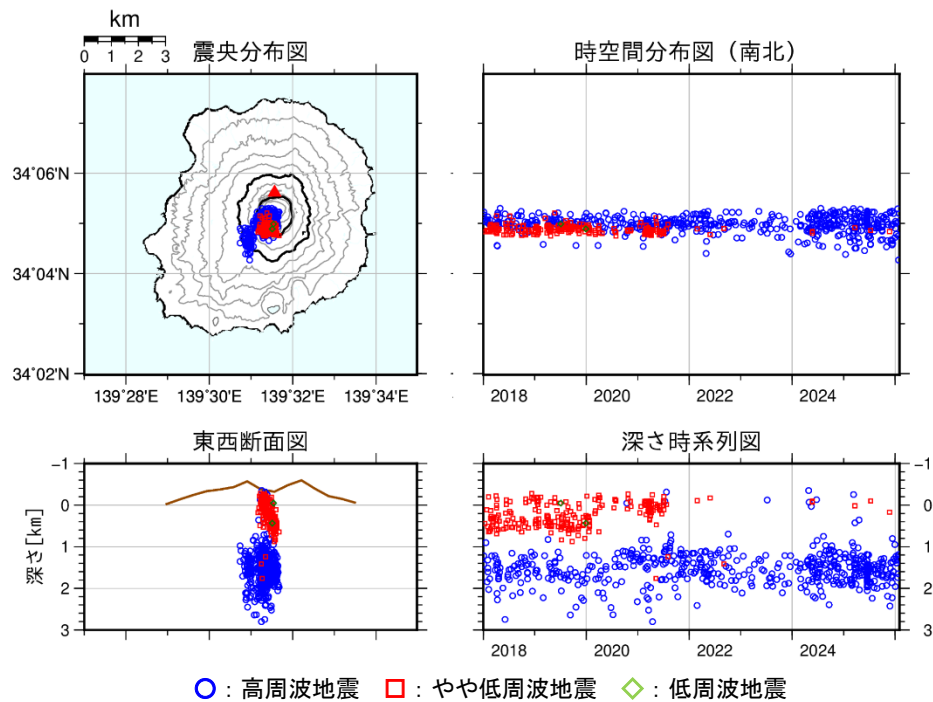 km
0 1 2 3
震央分布図
時空間分布図（南北）
34°06'N
34°04'N
34°02'N
139°28'E 139°30'E 139°32'E 139°34'E
2018 2020 2022 2024
東西断面図
深さ時系列図
-1
0
1
2
3
深さ[km]
-1
0
1
2
3
2018 2020 2022 2024
：高周波地震 ：やや低周波地震 ：低周波地震